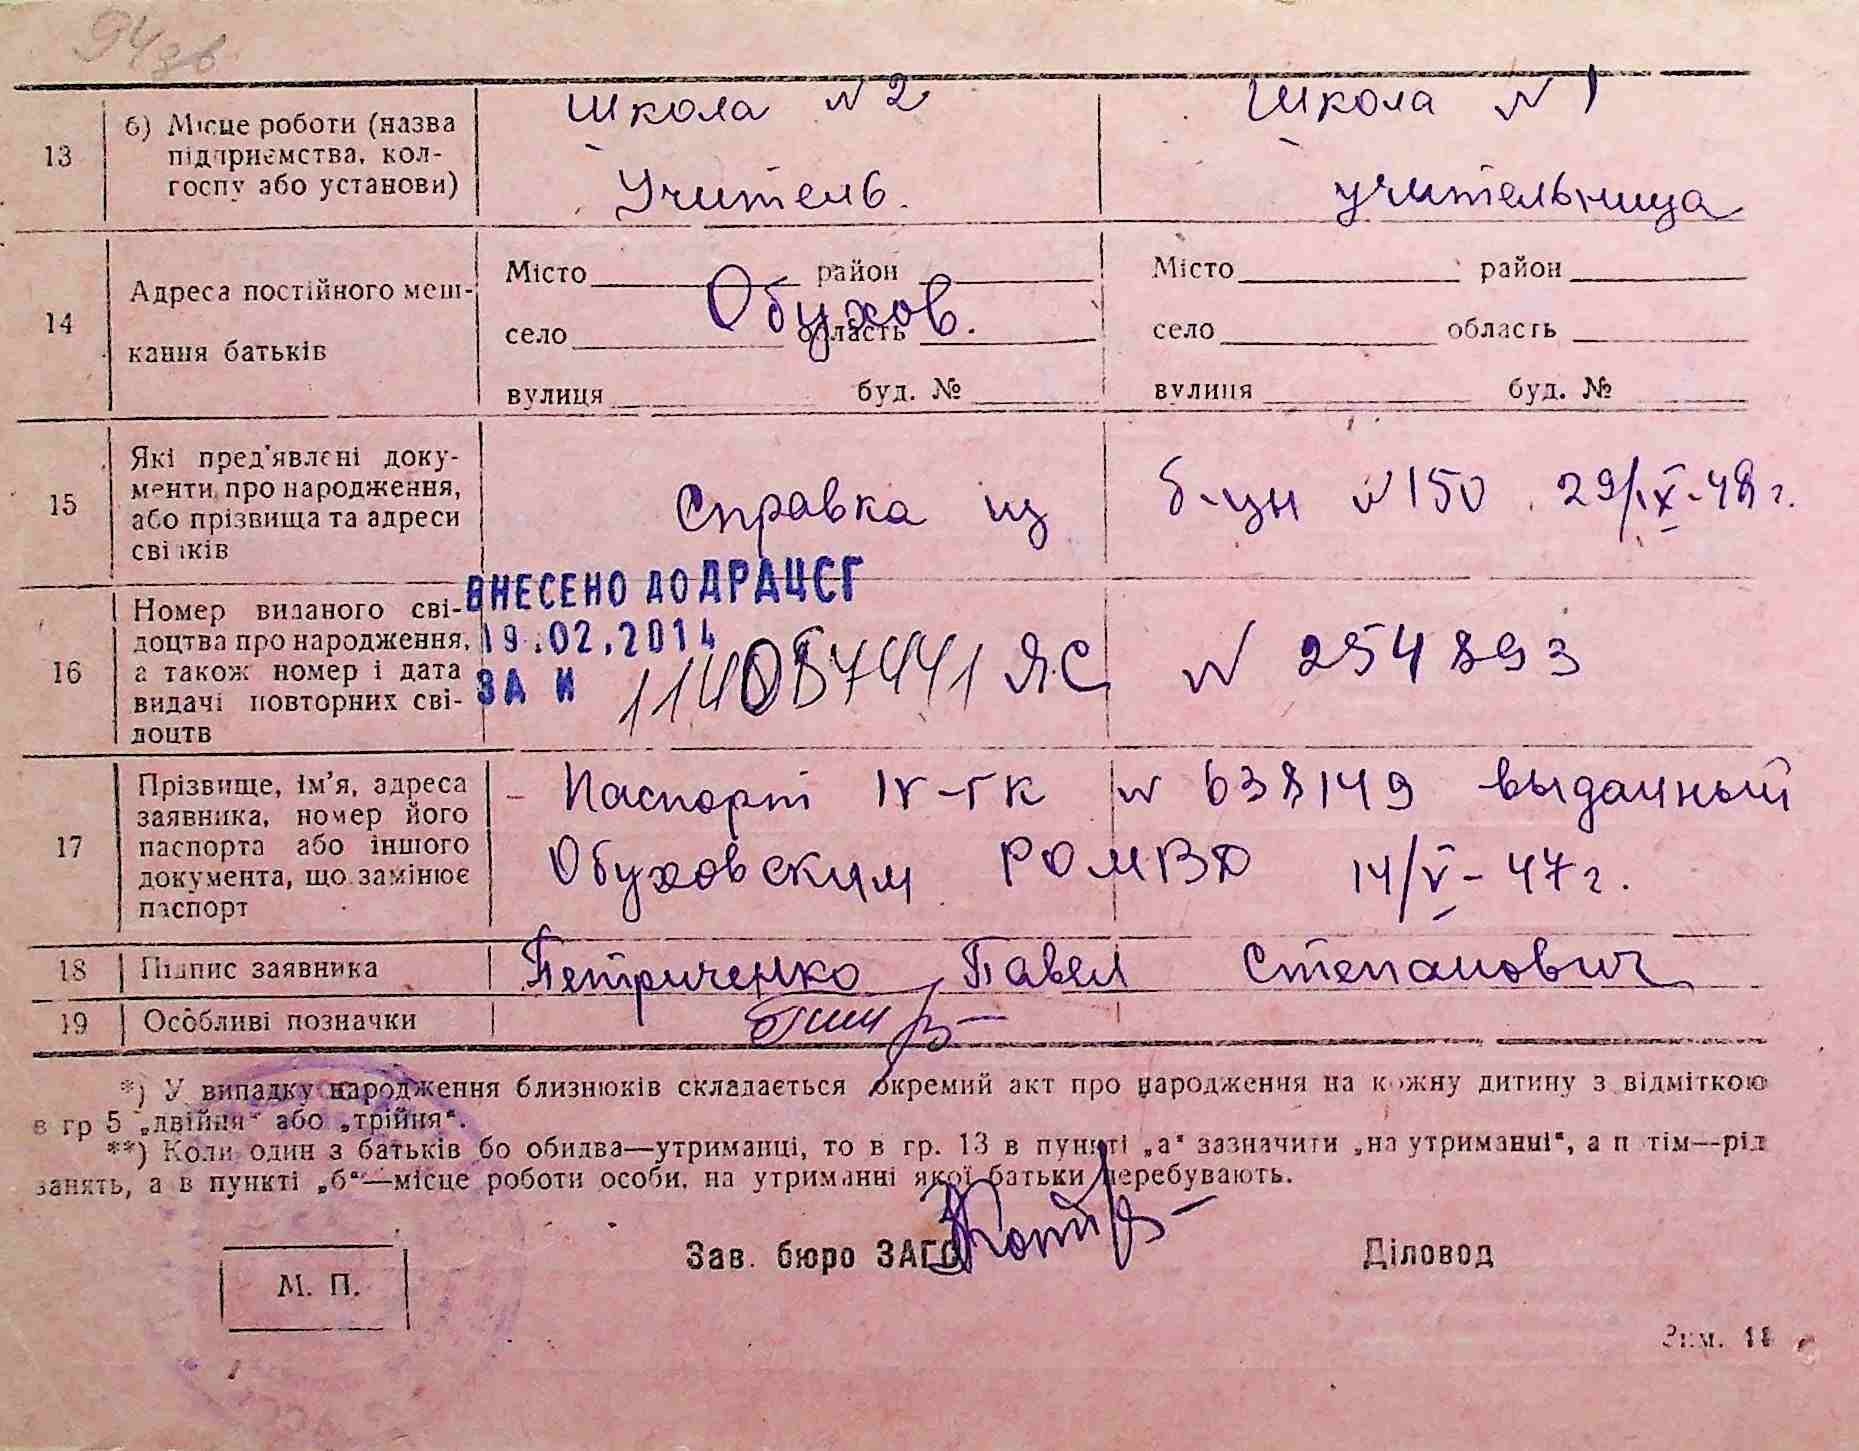 94зв
13
б) Місце роботи (назва
підприємства, кол-
госпу або установи)
Школа №2
Учитель.
Школа №1
учительница
14
Адреса постійного меш-
кання батьків
Місто район
село область
вулиця буд. №
Обухов.
Місто район
село область
вулиця буд. №
15
Які пред'явлені доку-
менти про народження,
або прізвища та адреси
свідків
Справка из б-цы №150 29/IX-48г.
16
Номер виданого сві-
доцтва про народження,
а також номер і дата
видачі повторних сві-
доцтв
ВНЕСЕНО ДО ДРАЦСГ
19.02.2014
ЗА №
ЯС № 254893
17
Прізвище, ім'я, адреса
заявника, номер його
паспорта або іншого
документа, що замінює
паспорт
Паспорт IV-ГК № 638149 выданный
Обуховским РОМВД 14/V-47г.
18
Підпис заявника
Петриченко Павел Степанович
19
Особливі позначки
*) У випадку народження близнюків складається окремий акт про народження на кожну дитину з відміткою
в гр 5 „двійня“ або „трійня“.
**) Коли один з батьків бо обидва—утриманці, то в гр. 13 в пункті „а“ зазначити „на утриманні“, а п тім—рід
занять, а в пункті „б“—місце роботи особи, на утриманні якої батьки перебувають.
Зав. бюро ЗАГС
Діловод
М. П.